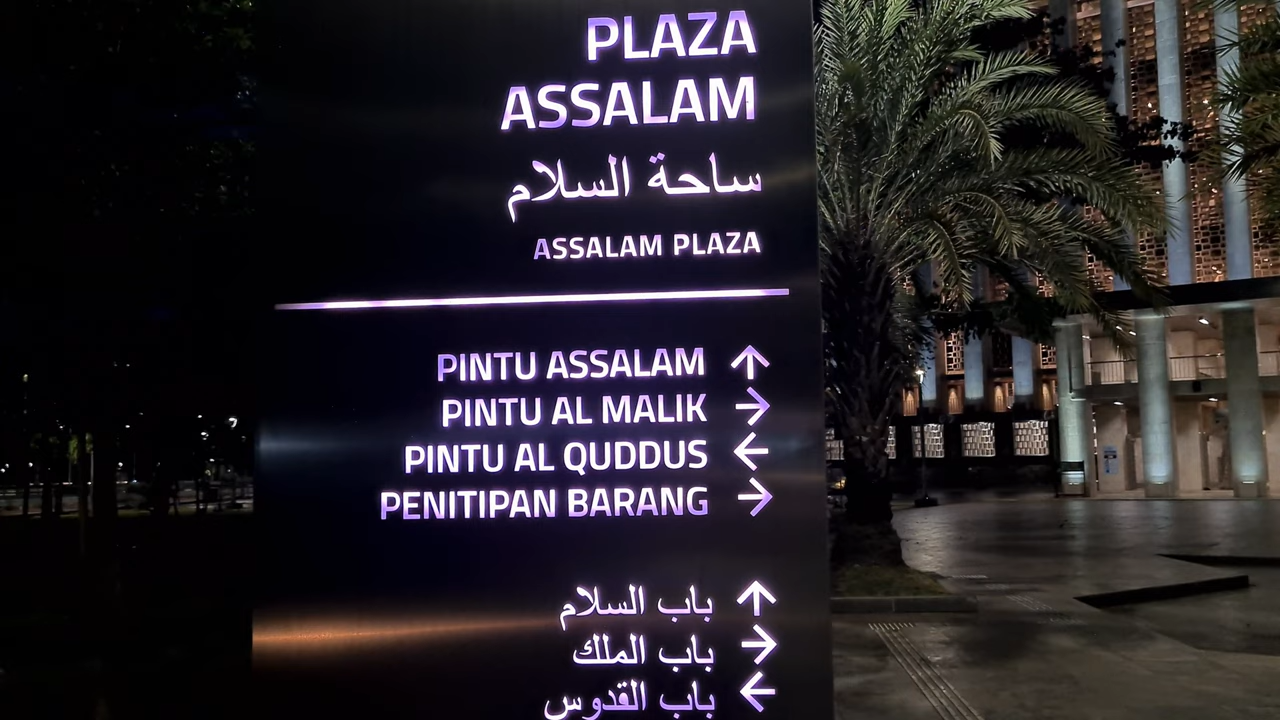 PLAZA
ASSALAM
ساحة السلام
ASSALAM PLAZA
PINTU ASSALAM ↑
PINTU AL MALIK →
PINTU AL QUDDUS ←
PENITIPAN BARANG →
باب السلام ↑
باب الملك →
باب القدوس ←